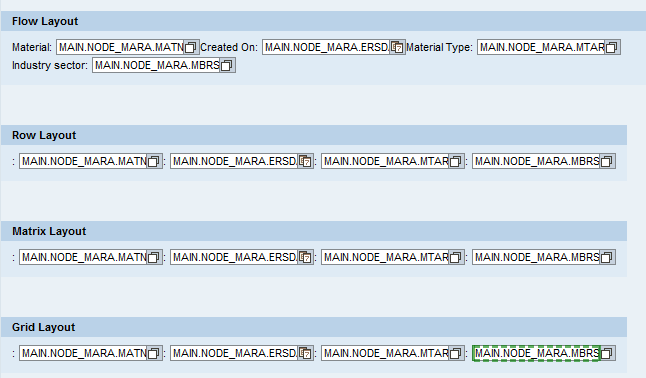 Flow Layout
Material: MAIN.NODE_MARA.MATN Created On: MAIN.NODE_MARA.ERSD. Material Type: MAIN.NODE_MARA.MTAR
Industry sector: MAIN.NODE_MARA.MBRS
Row Layout
: MAIN.NODE_MARA.MATN : MAIN.NODE_MARA.ERSD. : MAIN.NODE_MARA.MTAR : MAIN.NODE_MARA.MBRS
Matrix Layout
: MAIN.NODE_MARA.MATN : MAIN.NODE_MARA.ERSD. : MAIN.NODE_MARA.MTAR : MAIN.NODE_MARA.MBRS
Grid Layout
: MAIN.NODE_MARA.MATN : MAIN.NODE_MARA.ERSD. : MAIN.NODE_MARA.MTAR : MAIN.NODE_MARA.MBRS